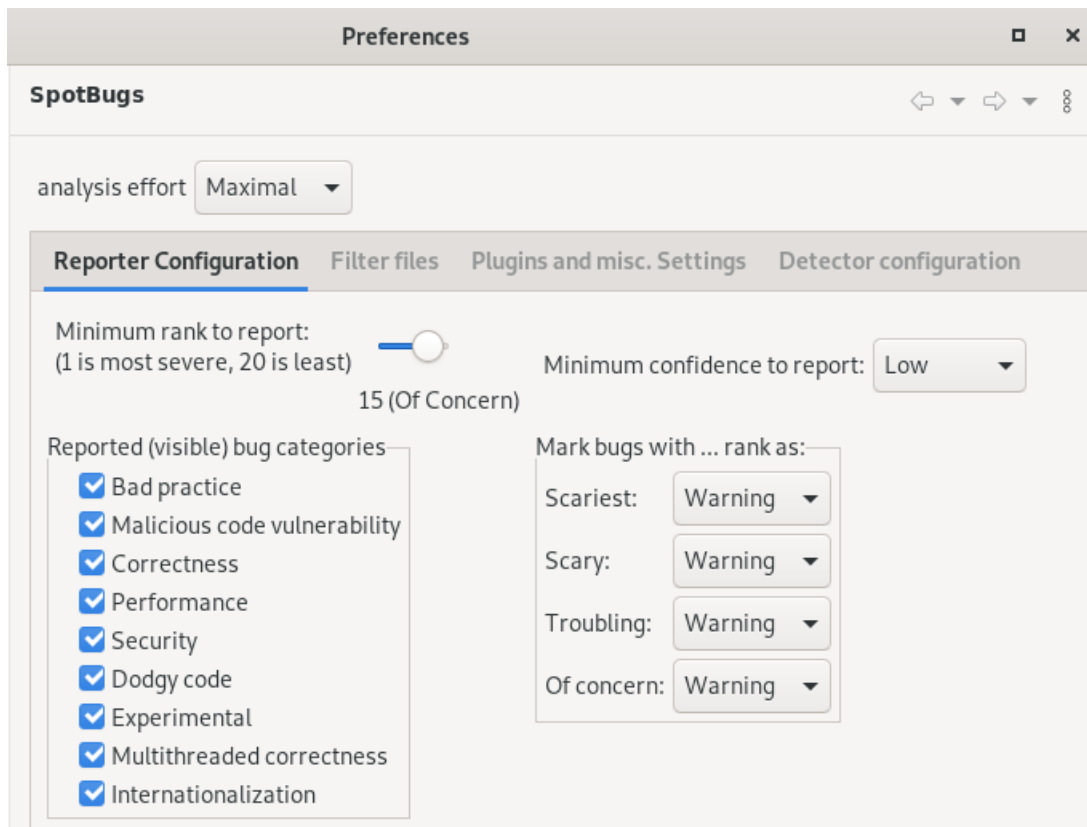 Preferences
SpotBugs
analysis effort Maximal
Reporter Configuration Filter files Plugins and misc. Settings Detector configuration
Minimum rank to report:
(1 is most severe, 20 is least)
15 (Of Concern)
Minimum confidence to report: Low
Reported (visible) bug categories
Bad practice
Malicious code vulnerability
Correctness
Performance
Security
Dodgy code
Experimental
Multithreaded correctness
Internationalization
Mark bugs with ... rank as:
Scariest: Warning
Scary: Warning
Troubling: Warning
Of concern: Warning